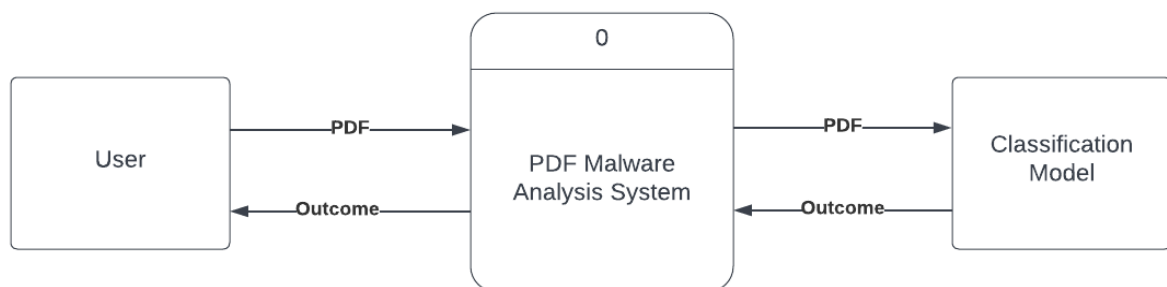 0
User
PDF
Outcome
PDF Malware
Analysis System
PDF
Outcome
Classification
Model